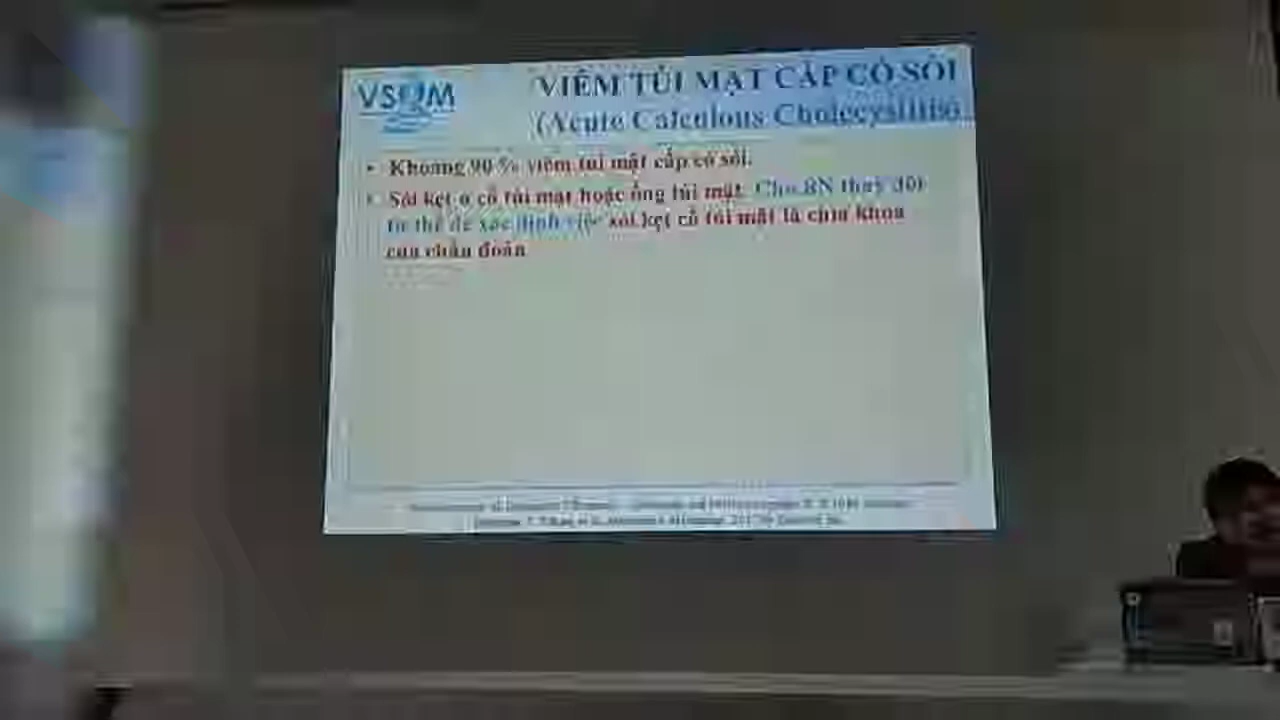 VSUM
VIÊM TÚI MẬT CẤP CÓ SỎI
(Acute Calculous Cholecystitis)
• Khoảng 90 % viêm túi mật cấp có sỏi.
• Sỏi kẹt ở cổ túi mật hoặc ống túi mật. Cho BN thay đổi
tư thế để xác định việc sỏi kẹt cổ túi mật là chìa khóa
của chẩn đoán